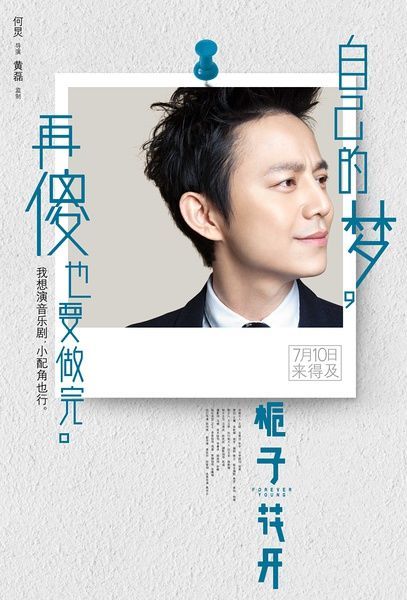 何炅 导演
黄磊 监制
自己的梦。
再傻也要做完。
我想演音乐剧，小配角也行。
7月10日
来得及
栀子花开
FOREVER
YOUNG